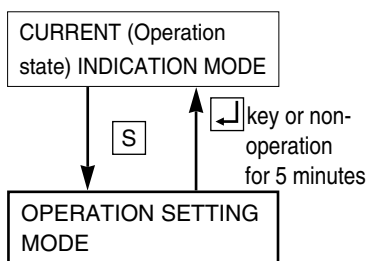 CURRENT (Operation
state) INDICATION MODE
S
↵ key or non-
operation
for 5 minutes
OPERATION SETTING
MODE